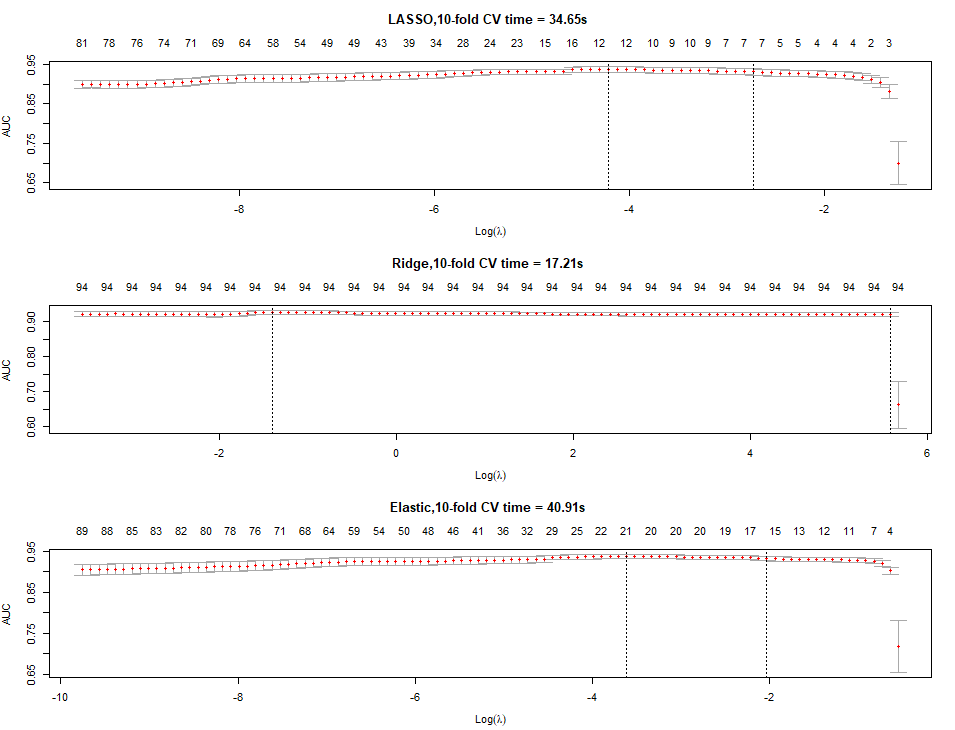 LASSO,10-fold CV time = 34.65s
81 78 76 74 71 69 64 58 54 49 49 43 39 34 28 24 23 15 16 12 12 10 9 10 9 7 7 7 5 5 4 4 4 2 3
0.95
0.85
0.75
0.65
AUC
-8 -6 -4 -2
Log(λ)
Ridge,10-fold CV time = 17.21s
94 94 94 94 94 94 94 94 94 94 94 94 94 94 94 94 94 94 94 94 94 94 94 94 94 94 94 94 94 94 94 94 94 94
0.90
0.80
0.70
0.60
AUC
-2 0 2 4 6
Log(λ)
Elastic,10-fold CV time = 40.91s
89 88 85 83 82 80 78 76 71 68 64 59 54 50 48 46 41 36 32 29 25 22 21 20 20 20 19 17 15 13 12 11 7 4
0.95
0.85
0.75
0.65
AUC
-10 -8 -6 -4 -2
Log(λ)